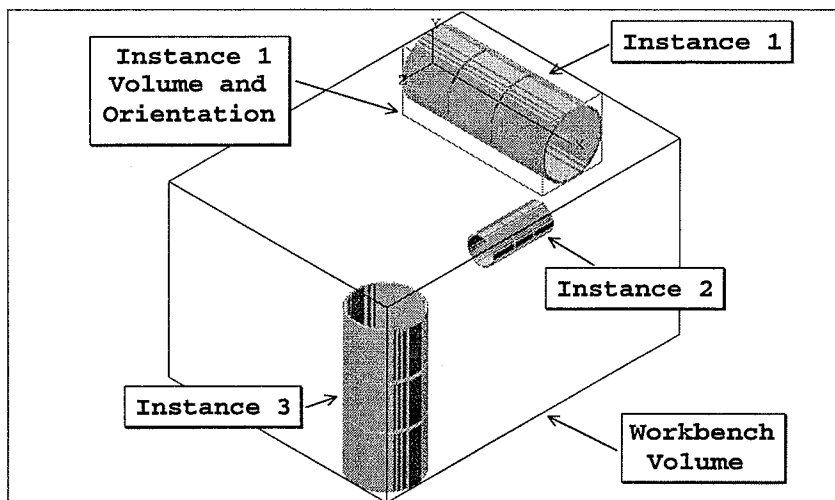 Instance 1
Volume and
Orientation
Y
Z
X
Instance 1
Instance 2
Instance 3
Workbench
Volume